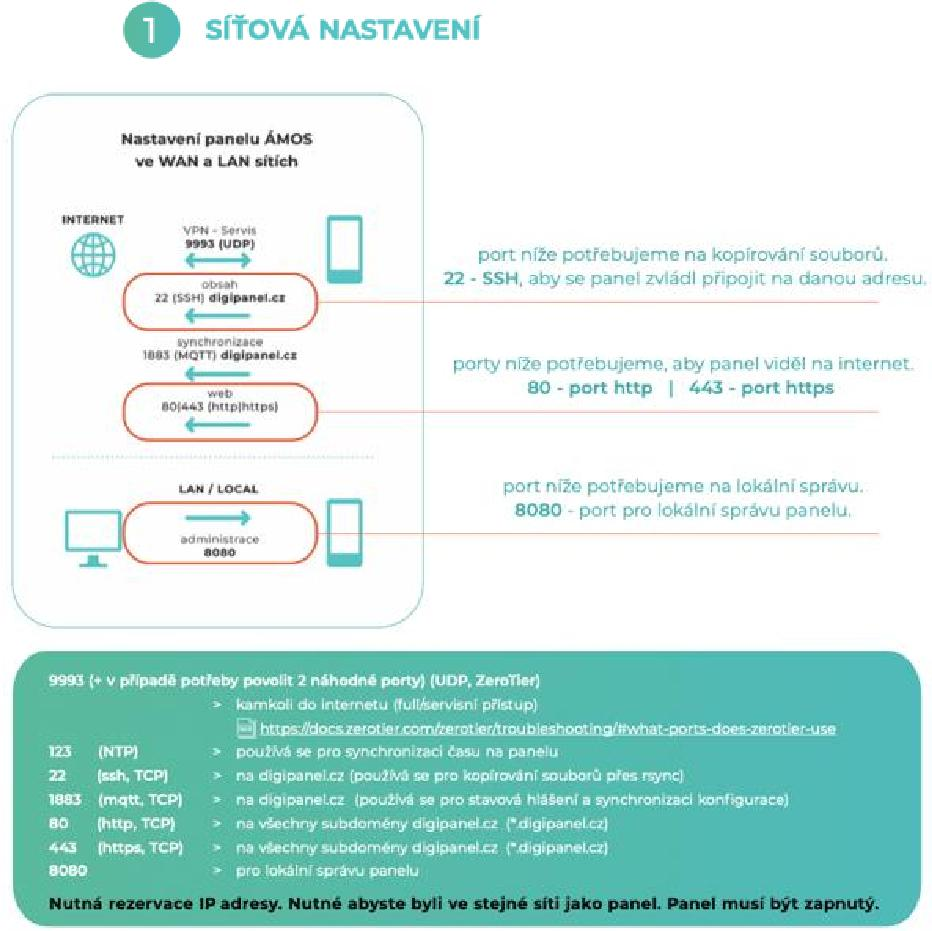 1 SÍŤOVÁ NASTAVENÍ
Nastavení panelu ÁMOS
ve WAN a LAN sítích
INTERNET
VPN - Servis
9993 (UDP)
obsah
22 (SSH) digipanel.cz
synchronizace
1883 (MQTT) digipanel.cz
web
80|443 (http|https)
LAN / LOCAL
administrace
8080
port níže potřebujeme na kopírování souborů.
22 - SSH, aby se panel zvládl připojit na danou adresu.
porty níže potřebujeme, aby panel viděl na internet.
80 - port http | 443 - port https
port níže potřebujeme na lokální správu.
8080 - port pro lokální správu panelu.
9993 (+ v případě potřeby povolit 2 náhodné porty) (UDP, ZeroTier)
> kamkoli do internetu (full/servisní přístup)
https://docs.zerotier.com/zerotier/troubleshooting/#what-ports-does-zerotier-use
123 (NTP) > používá se pro synchronizaci času na panelu
22 (ssh, TCP) > na digipanel.cz (používá se pro kopírování souborů přes rsync)
1883 (mqtt, TCP) > na digipanel.cz (používá se pro stavová hlášení a synchronizaci konfigurace)
80 (http, TCP) > na všechny subdomény digipanel.cz (*.digipanel.cz)
443 (https, TCP) > na všechny subdomény digipanel.cz (*.digipanel.cz)
8080 > pro lokální správu panelu
Nutná rezervace IP adresy. Nutné abyste byli ve stejné síti jako panel. Panel musí být zapnutý.